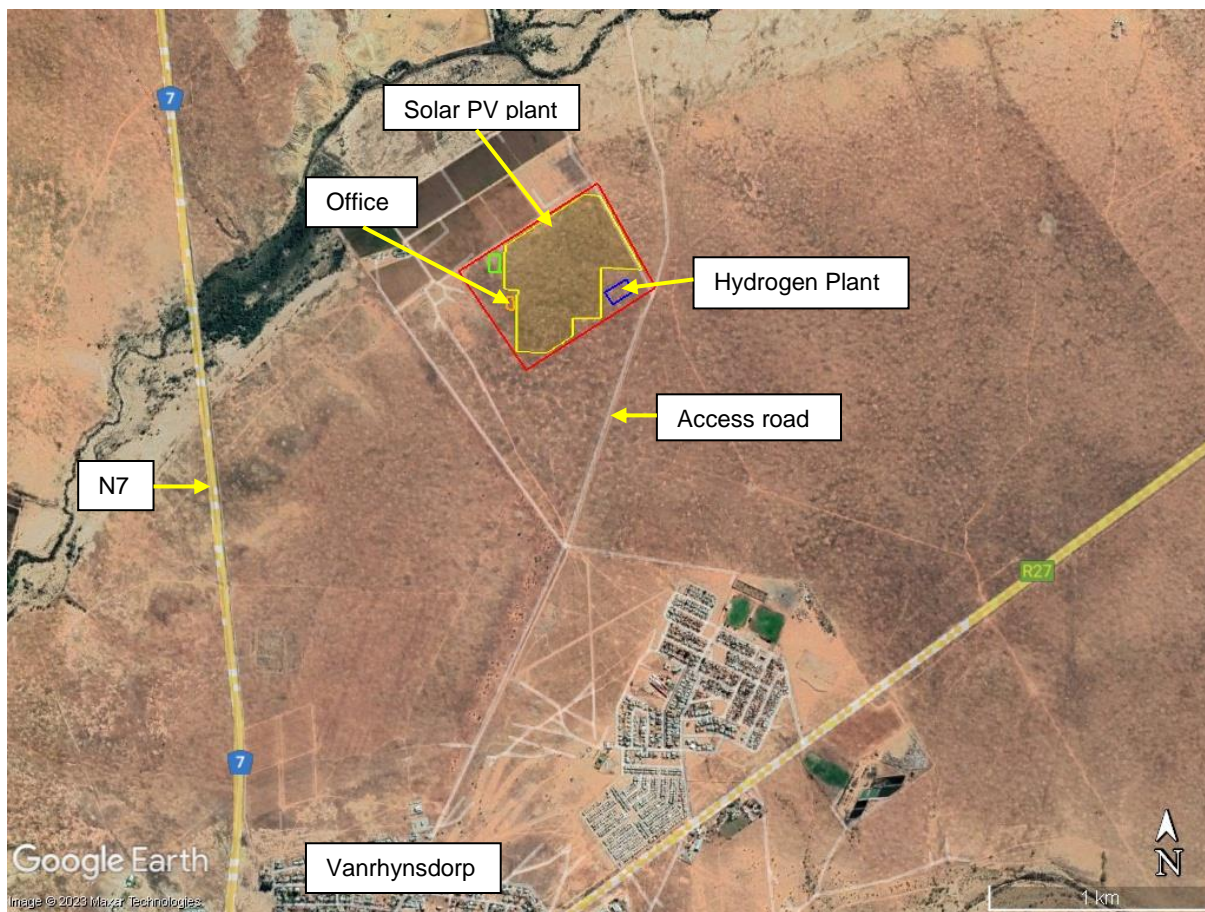 7
Solar PV plant
Office
Hydrogen Plant
Access road
N7
R27
7
Vanrhynsdorp
Google Earth
N
Image © 2023 Maxar Technologies
1 km